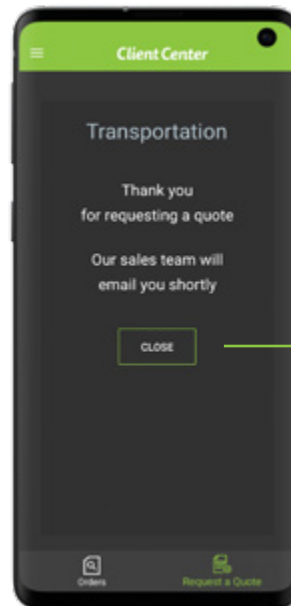 Client Center
Transportation
Thank you
for requesting a quote
Our sales team will
email you shortly
CLOSE
Orders
Request a Quote